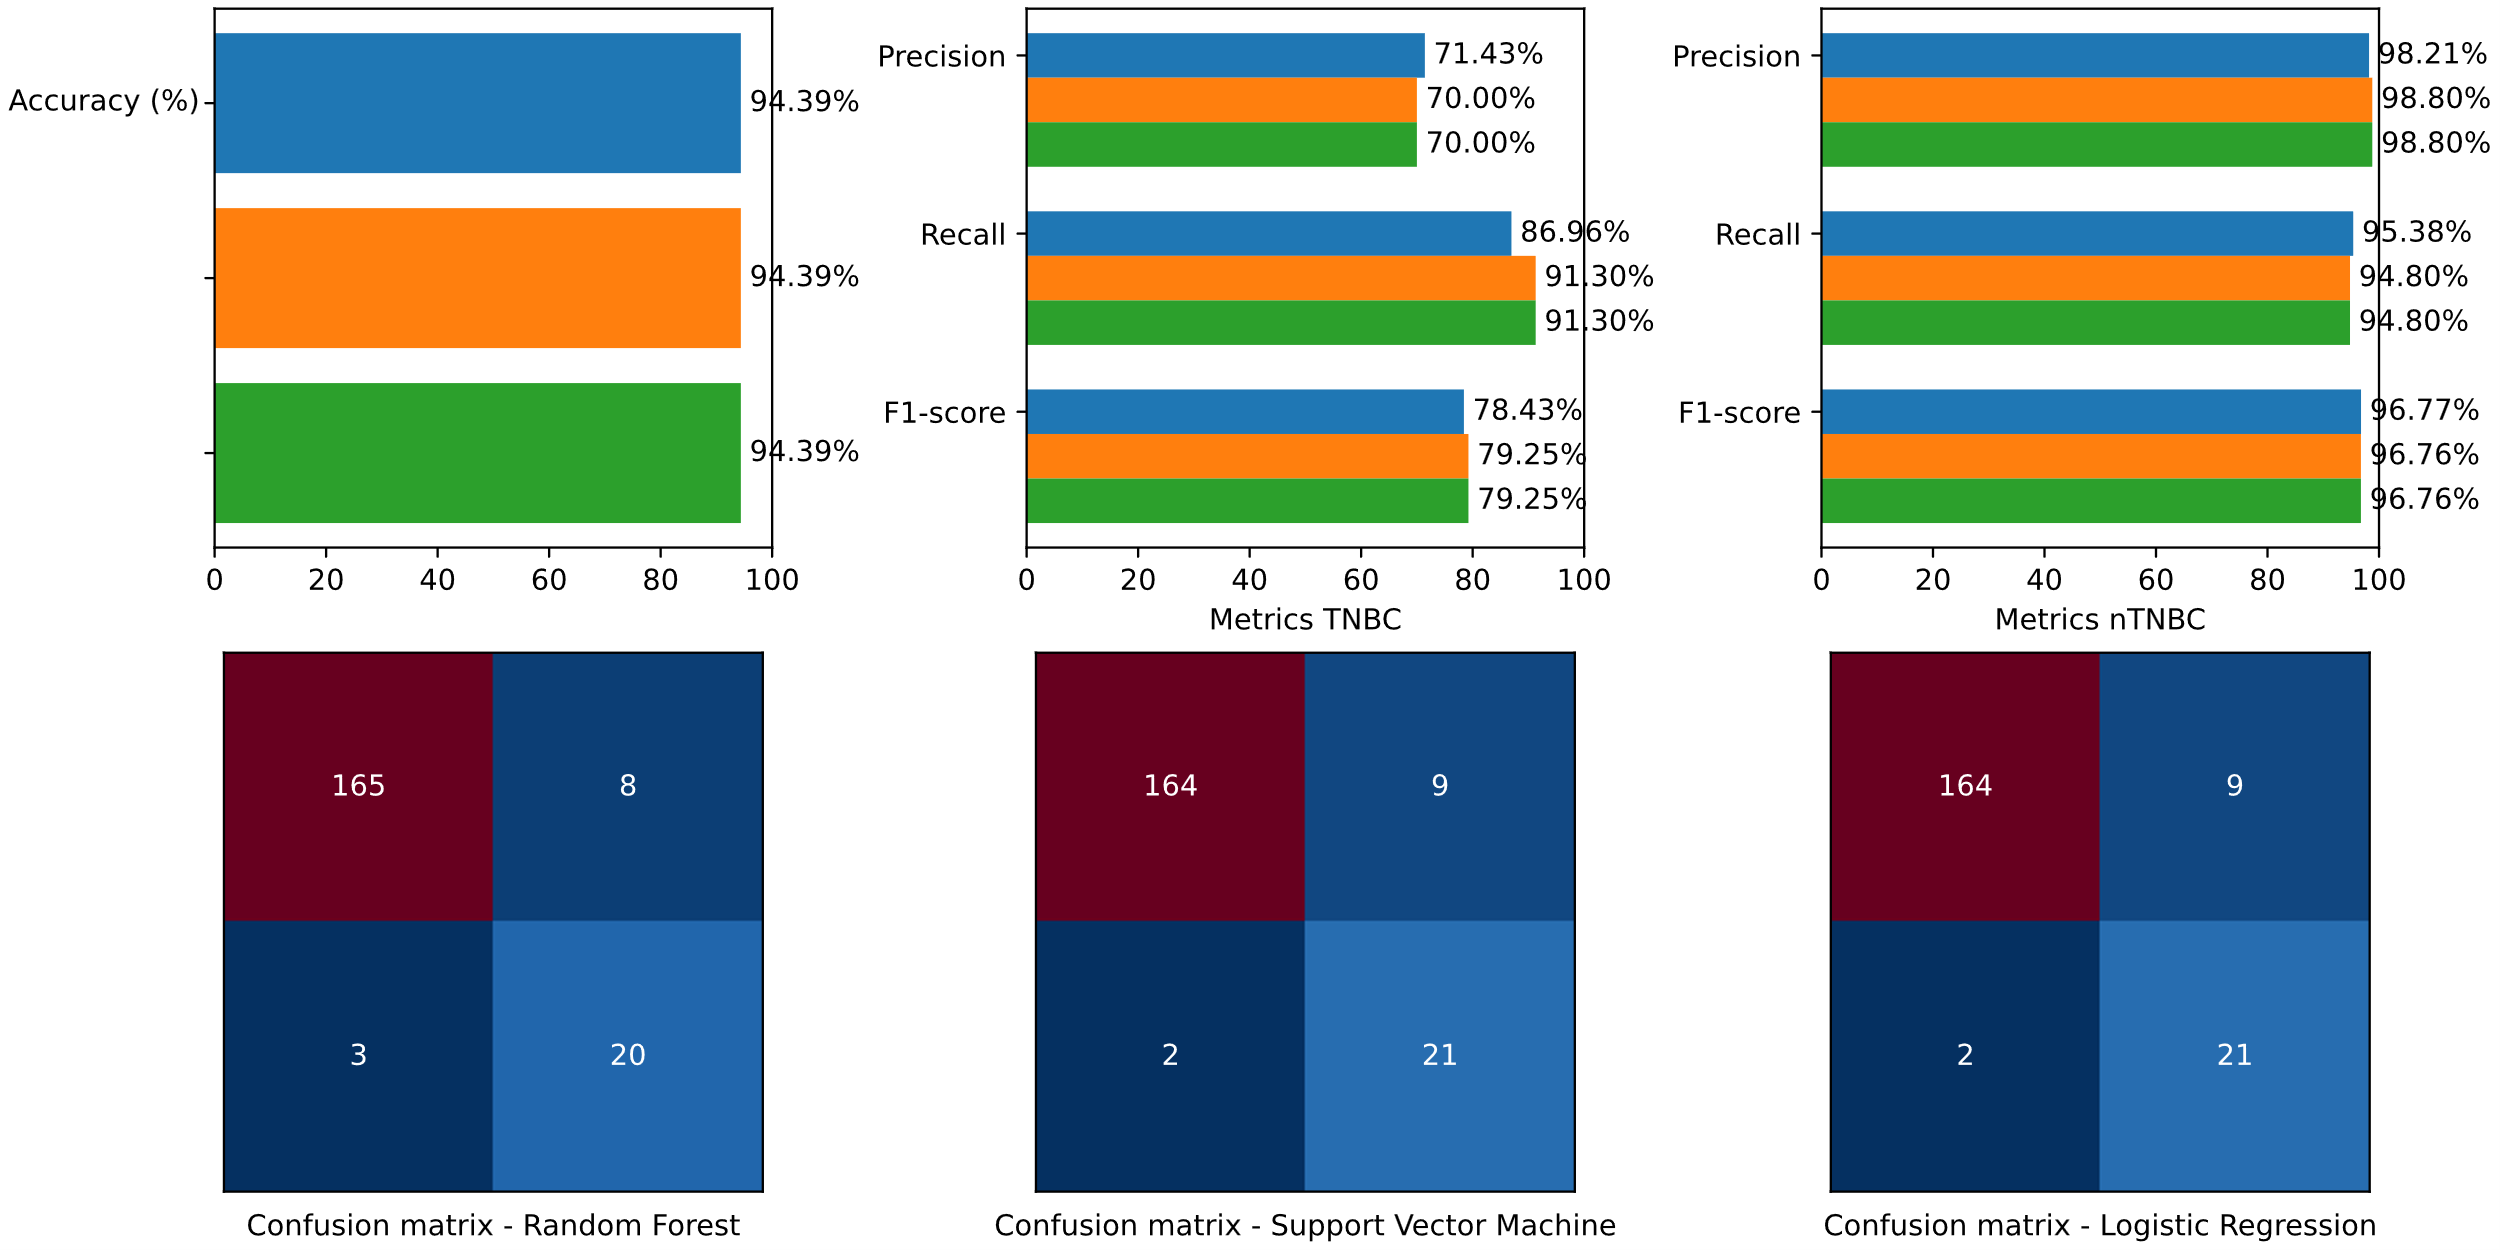 Accuracy (%)
94.39%
94.39%
94.39%
0 20 40 60 80 100
Precision
71.43%
70.00%
70.00%
Recall
86.96%
91.30%
91.30%
F1-score
78.43%
79.25%
79.25%
0 20 40 60 80 100
Metrics TNBC
Precision
98.21%
98.80%
98.80%
Recall
95.38%
94.80%
94.80%
F1-score
96.77%
96.76%
96.76%
0 20 40 60 80 100
Metrics nTNBC
165 8
3 20
Confusion matrix - Random Forest
164 9
2 21
Confusion matrix - Support Vector Machine
164 9
2 21
Confusion matrix - Logistic Regression